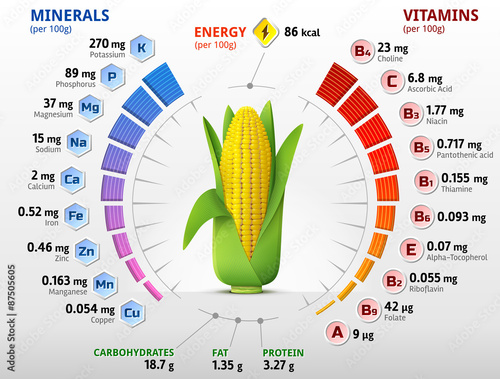 MINERALS
(per 100g)
ENERGY
(per 100g)
86 kcal
VITAMINS
(per 100g)
270 mg
Potassium
K
89 mg
Phosphorus
P
37 mg
Magnesium
Mg
15 mg
Sodium
Na
2 mg
Calcium
Ca
0.52 mg
Iron
Fe
0.46 mg
Zinc
Zn
0.163 mg
Manganese
Mn
0.054 mg
Copper
Cu
B4
23 mg
Choline
C
6.8 mg
Ascorbic Acid
B3
1.77 mg
Niacin
B5
0.717 mg
Pantothenic acid
B1
0.155 mg
Thiamine
B6
0.093 mg
E
0.07 mg
Alpha-Tocopherol
B2
0.055 mg
Riboflavin
B9
42 µg
Folate
A
9 µg
CARBOHYDRATES
18.7 g
FAT
1.35 g
PROTEIN
3.27 g
Adobe Stock | #87505605
Adobe Stock